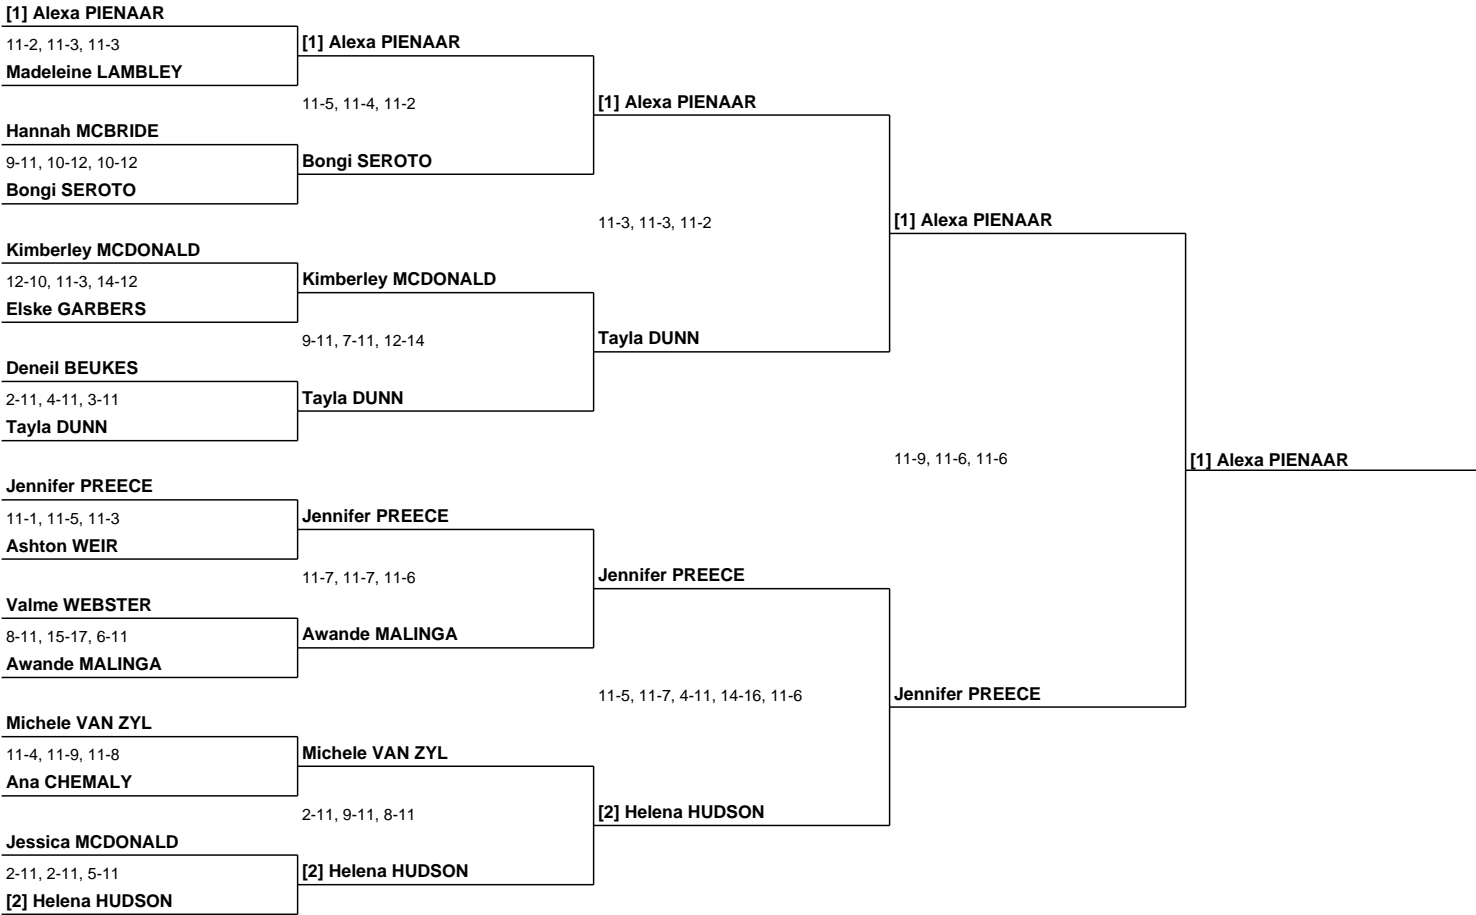 [1] Alexa PIENAAR
11-2, 11-3, 11-3
Madeleine LAMBLEY
Hannah MCBRIDE
9-11, 10-12, 10-12
Bongi SEROTO
Kimberley MCDONALD
12-10, 11-3, 14-12
Elske GARBERS
Deneil BEUKES
2-11, 4-11, 3-11
Tayla DUNN
Jennifer PREECE
11-1, 11-5, 11-3
Ashton WEIR
Valme WEBSTER
8-11, 15-17, 6-11
Awande MALINGA
Michele VAN ZYL
11-4, 11-9, 11-8
Ana CHEMALY
Jessica MCDONALD
2-11, 2-11, 5-11
[2] Helena HUDSON
[1] Alexa PIENAAR
11-5, 11-4, 11-2
Bongi SEROTO
Kimberley MCDONALD
9-11, 7-11, 12-14
Tayla DUNN
Jennifer PREECE
11-7, 11-7, 11-6
Awande MALINGA
Michele VAN ZYL
2-11, 9-11, 8-11
[2] Helena HUDSON
[1] Alexa PIENAAR
11-3, 11-3, 11-2
Tayla DUNN
Jennifer PREECE
11-5, 11-7, 4-11, 14-16, 11-6
[2] Helena HUDSON
[1] Alexa PIENAAR
11-9, 11-6, 11-6
Jennifer PREECE
[1] Alexa PIENAAR